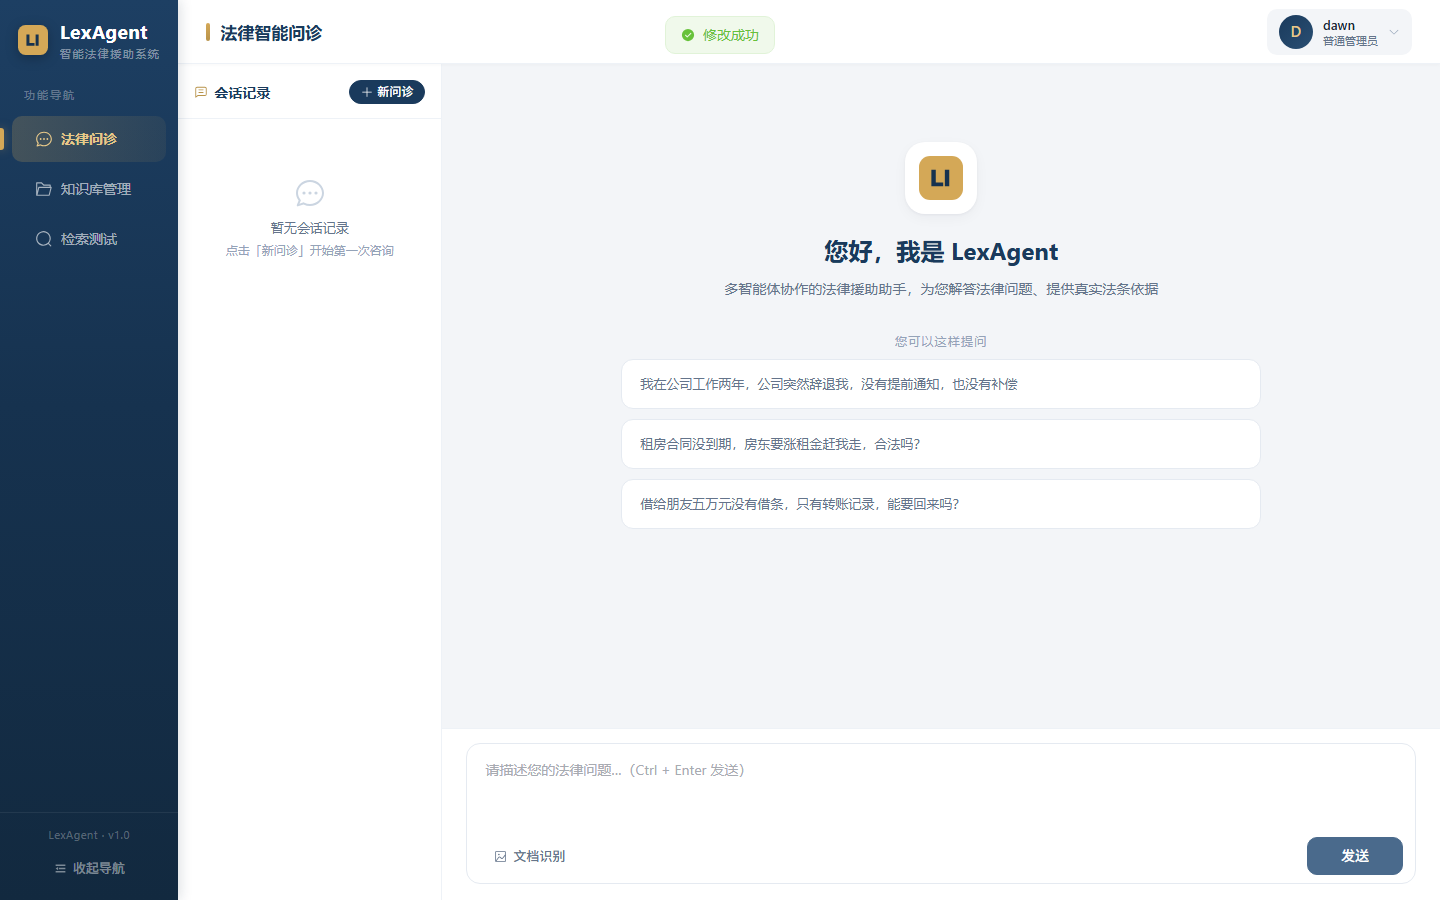 LI
LexAgent
智能法律援助系统
功能导航
法律问诊
知识库管理
检索测试
LexAgent · v1.0
收起导航
法律智能问诊
修改成功
D
dawn
普通管理员
会话记录
新问诊
暂无会话记录
点击「新问诊」开始第一次咨询
LI
您好，我是 LexAgent
多智能体协作的法律援助助手，为您解答法律问题、提供真实法条依据
您可以这样提问
我在公司工作两年，公司突然辞退我，没有提前通知，也没有补偿
租房合同没到期，房东要涨租金赶我走，合法吗？
借给朋友五万元没有借条，只有转账记录，能要回来吗？
请描述您的法律问题...（Ctrl + Enter 发送）
文档识别
发送